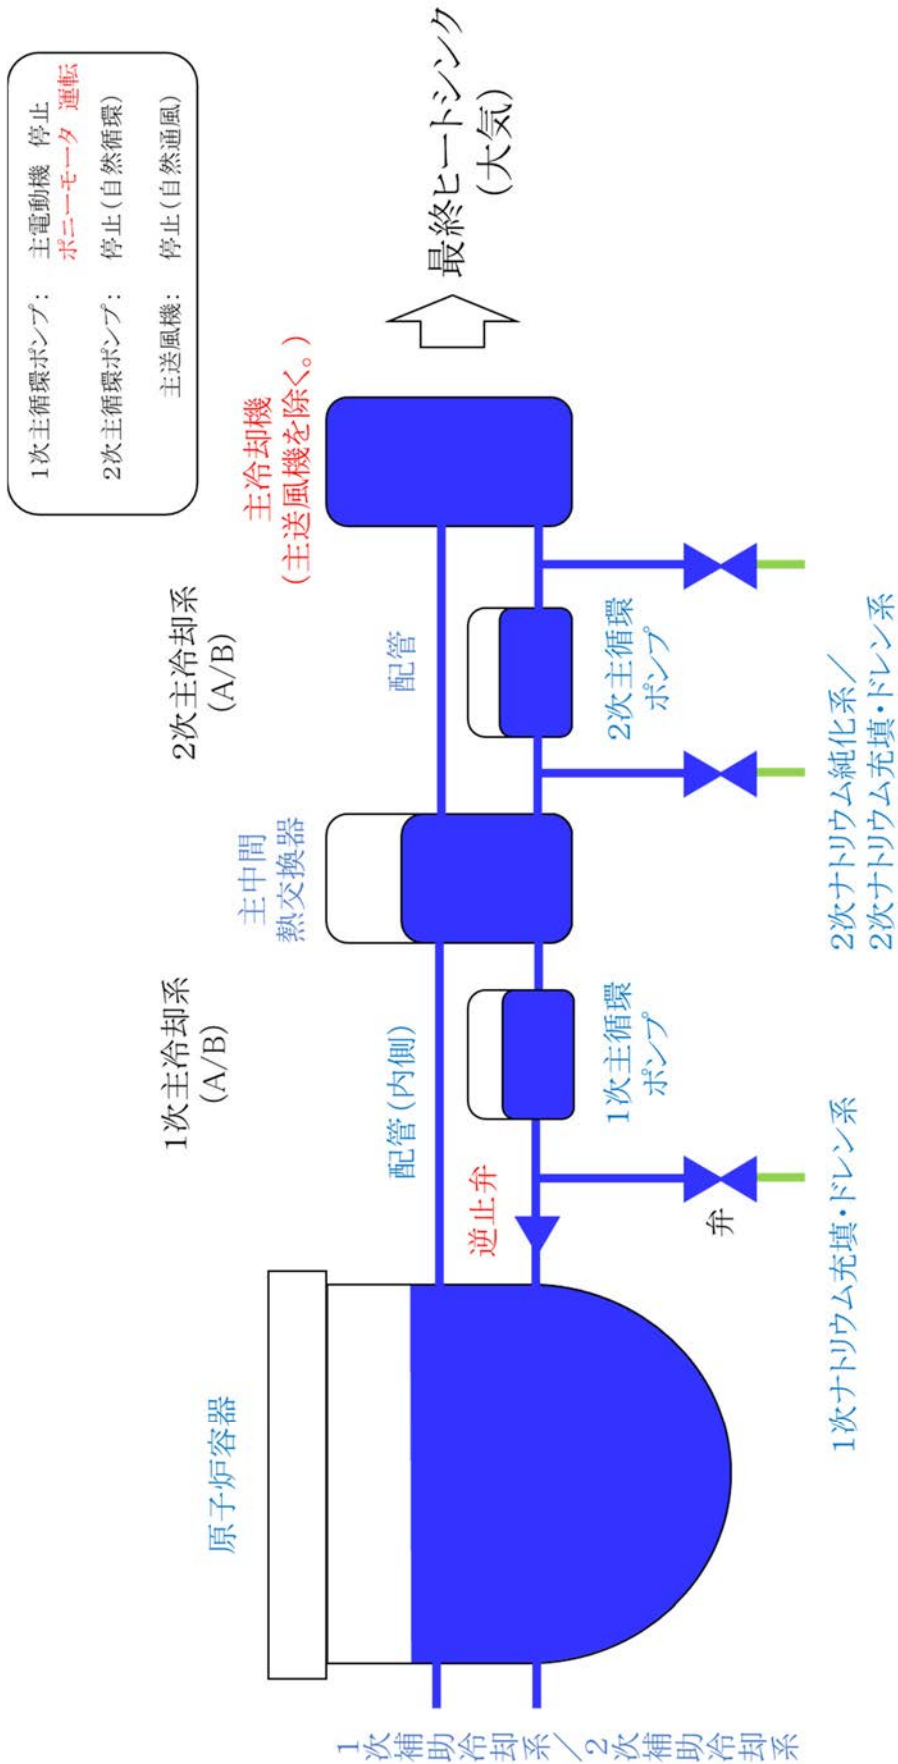 1次主循環ポンプ： 主電動機 停止
ポニーモータ 運転
2次主循環ポンプ： 停止（自然循環）
主送風機： 停止（自然通風）
1次主冷却系
（A/B）
2次主冷却系
（A/B）
原子炉容器
主中間
熱交換器
主冷却機
（主送風機を除く。）
配管（内側）
配管
最終ヒートシンク
（大気）
逆止弁
1次主循環
ポンプ
2次主循環
ポンプ
弁
1次補助冷却系／2次補助冷却系
1次ナトリウム充填・ドレン系
2次ナトリウム純化系／
2次ナトリウム充填・ドレン系